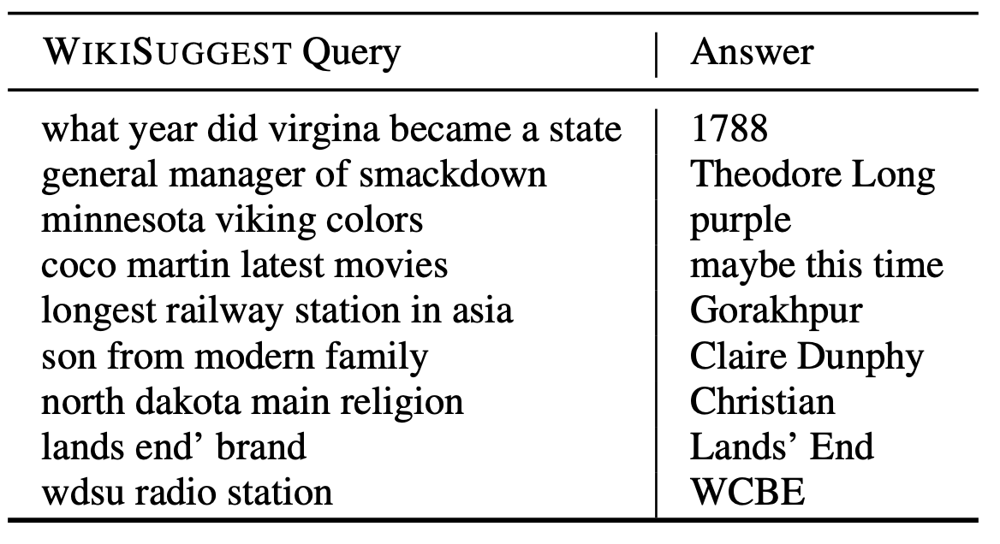 WIKISUGGEST Query | Answer
what year did virgina became a state | 1788
general manager of smackdown | Theodore Long
minnesota viking colors | purple
coco martin latest movies | maybe this time
longest railway station in asia | Gorakhpur
son from modern family | Claire Dunphy
north dakota main religion | Christian
lands end’ brand | Lands’ End
wdsu radio station | WCBE